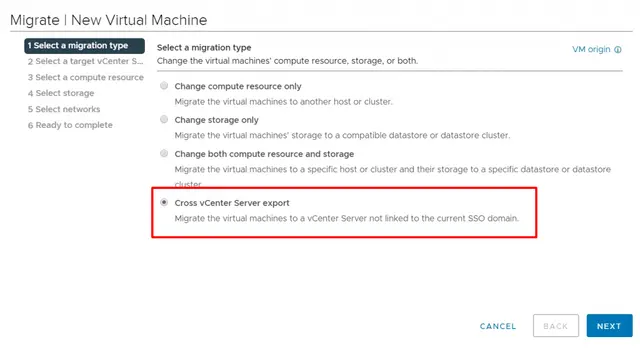 Migrate | New Virtual Machine
1 Select a migration type
2 Select a target vCenter S...
3 Select a compute resource
4 Select storage
5 Select networks
6 Ready to complete
Select a migration type
VM origin
Change the virtual machines' compute resource, storage, or both.
Change compute resource only
Migrate the virtual machines to another host or cluster.
Change storage only
Migrate the virtual machines' storage to a compatible datastore or datastore cluster.
Change both compute resource and storage
Migrate the virtual machines to a specific host or cluster and their storage to a specific datastore or datastore
cluster.
Cross vCenter Server export
Migrate the virtual machines to a vCenter Server not linked to the current SSO domain.
CANCEL
BACK
NEXT